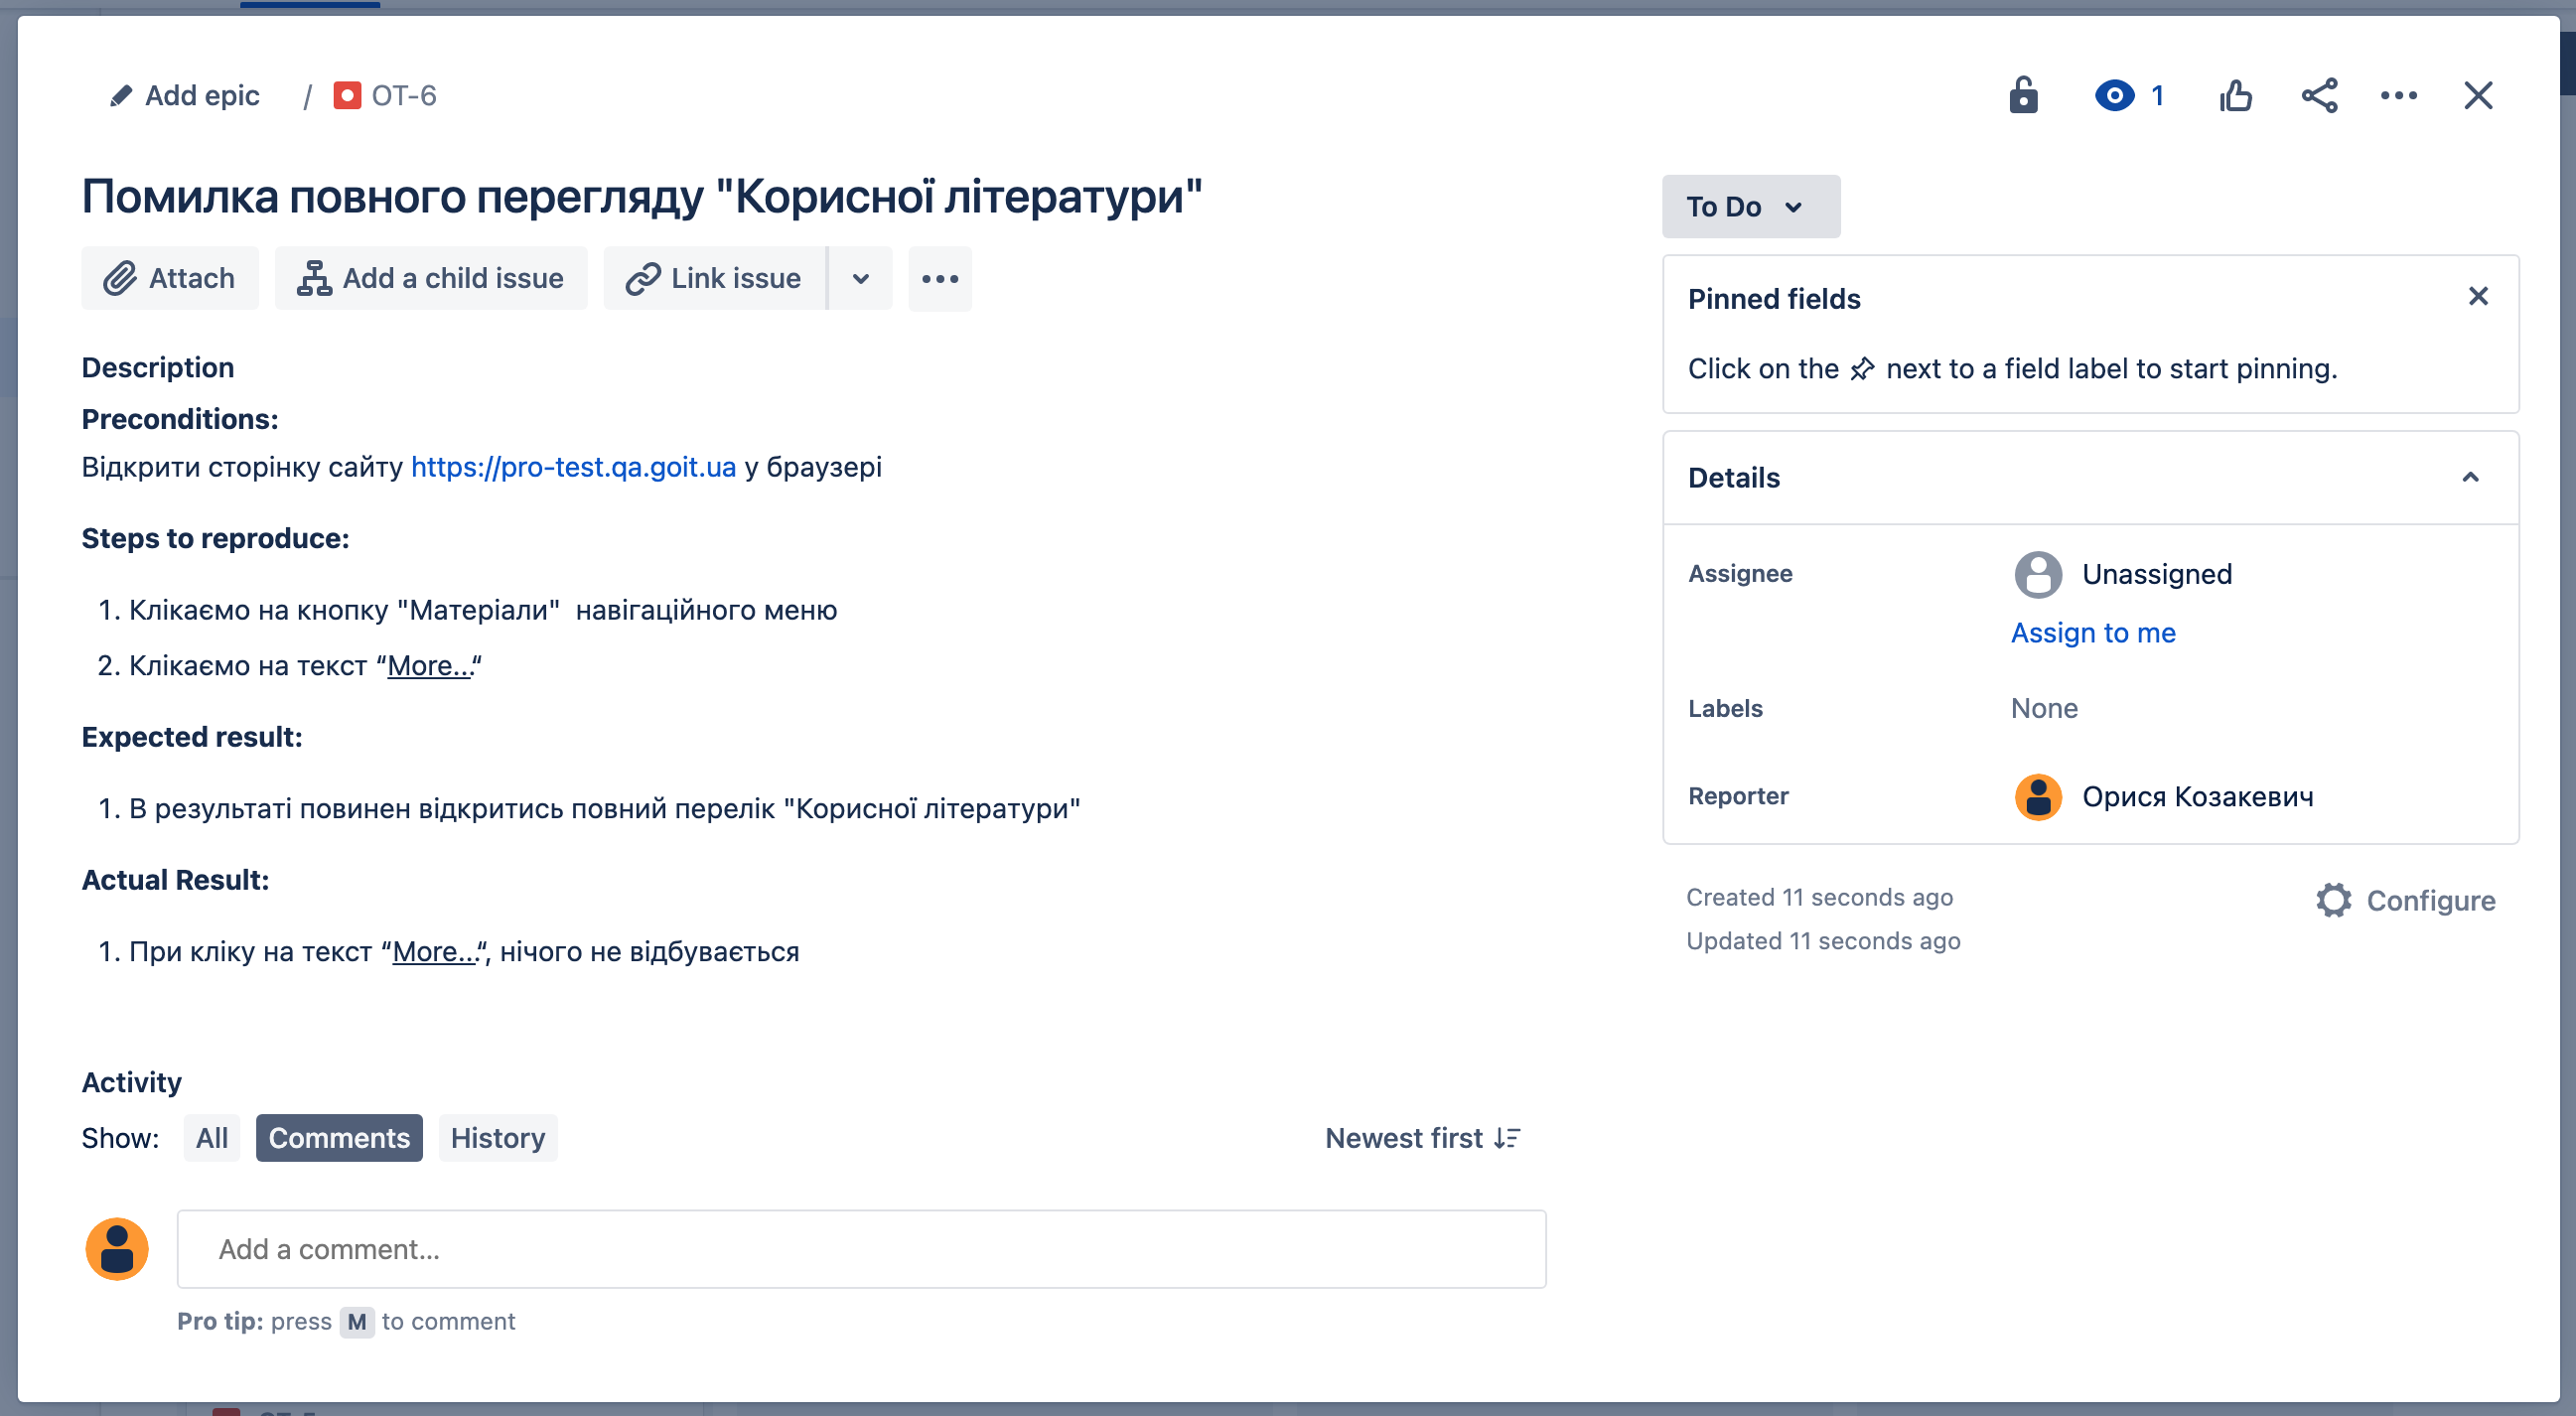 Add epic / OT-6
1
Помилка повного перегляду "Корисної літератури"
To Do
Attach
Add a child issue
Link issue
Pinned fields
Click on the next to a field label to start pinning.
Description
Preconditions:
Відкрити сторінку сайту https://pro-test.qa.goit.ua у браузері
Steps to reproduce:
1. Клікаємо на кнопку "Матеріали"  навігаційного меню
2. Клікаємо на текст “More...“
Expected result:
1. В результаті повинен відкритись повний перелік "Корисної літератури"
Actual Result:
1. При кліку на текст “More...“, нічого не відбувається
Details
Assignee
Unassigned
Assign to me
Labels
None
Reporter
Орися Козакевич
Created 11 seconds ago
Updated 11 seconds ago
Configure
Activity
Show:
All
Comments
History
Newest first
Add a comment...
Pro tip: press M to comment